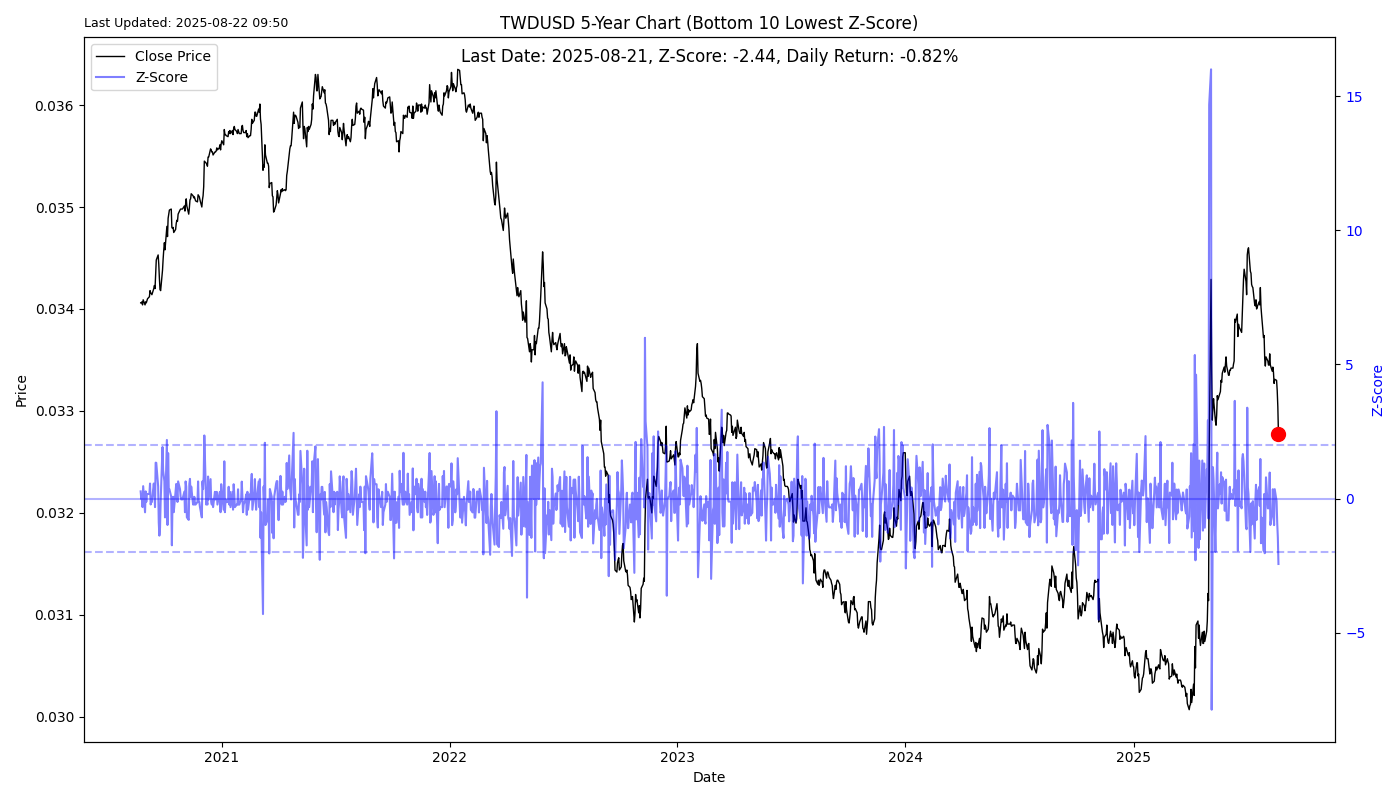 Last Updated: 2025-08-22 09:50
TWDUSD 5-Year Chart (Bottom 10 Lowest Z-Score)
Last Date: 2025-08-21, Z-Score: -2.44, Daily Return: -0.82%
Close Price
Z-Score
0.036
0.035
0.034
0.033
0.032
0.031
0.030
Price
15
10
5
0
−5
Z-Score
2021
2022
2023
2024
2025
Date